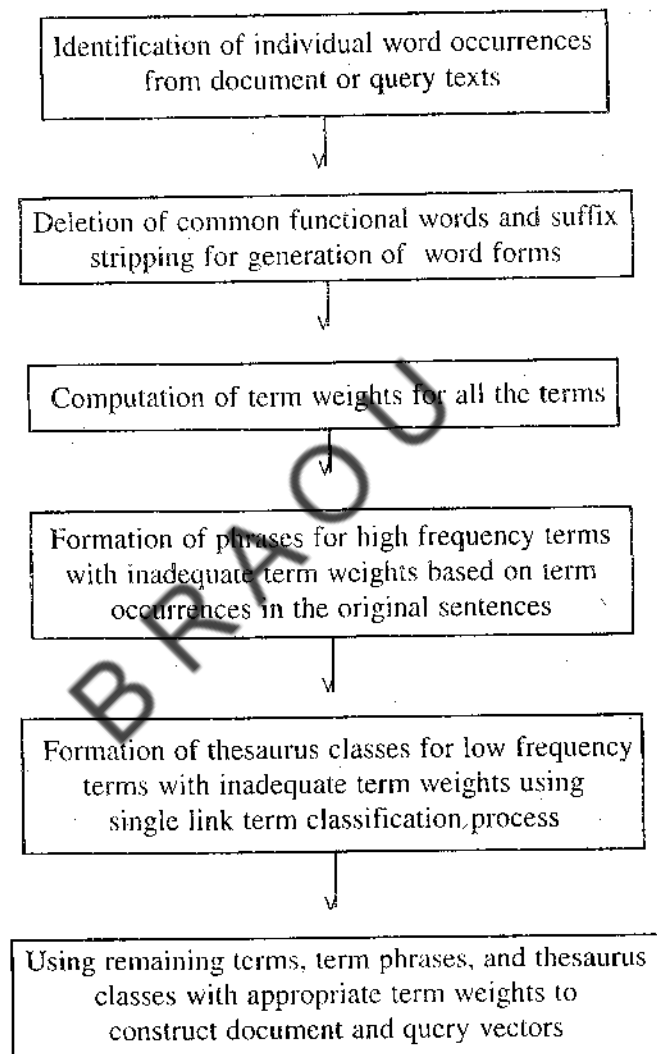 Identification of individual word occurrences
from document or query texts
Deletion of common functional words and suffix
stripping for generation of word forms
Computation of term weights for all the terms
Formation of phrases for high frequency terms
with inadequate term weights based on term
occurrences in the original sentences
Formation of thesaurus classes for low frequency
terms with inadequate term weights using
single link term classification process
Using remaining terms, term phrases, and thesaurus
classes with appropriate term weights to
construct document and query vectors
BRAOU